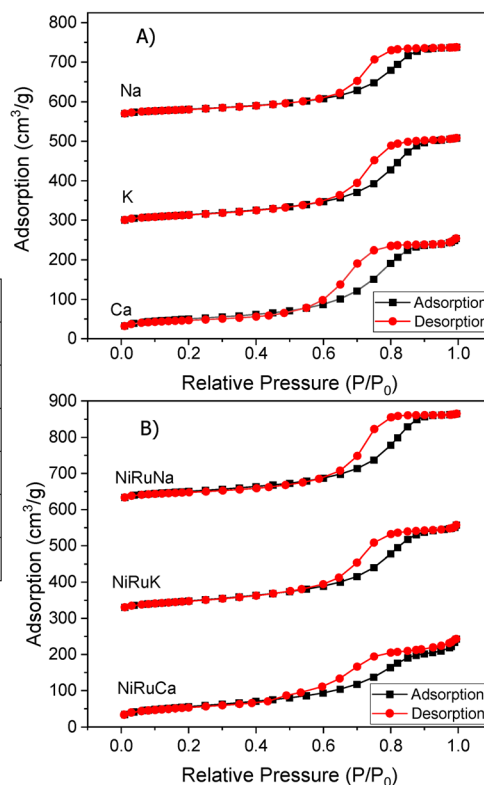 A)
800
700
600
500
400
300
200
100
0
Adsorption (cm³/g)
Na
K
Ca
Adsorption
Desorption
0.0 0.2 0.4 0.6 0.8 1.0
Relative Pressure (P/P₀)
B)
900
800
700
600
500
400
300
200
100
0
Adsorption (cm³/g)
NiRuNa
NiRuK
NiRuCa
Adsorption
Desorption
0.0 0.2 0.4 0.6 0.8 1.0
Relative Pressure (P/P₀)